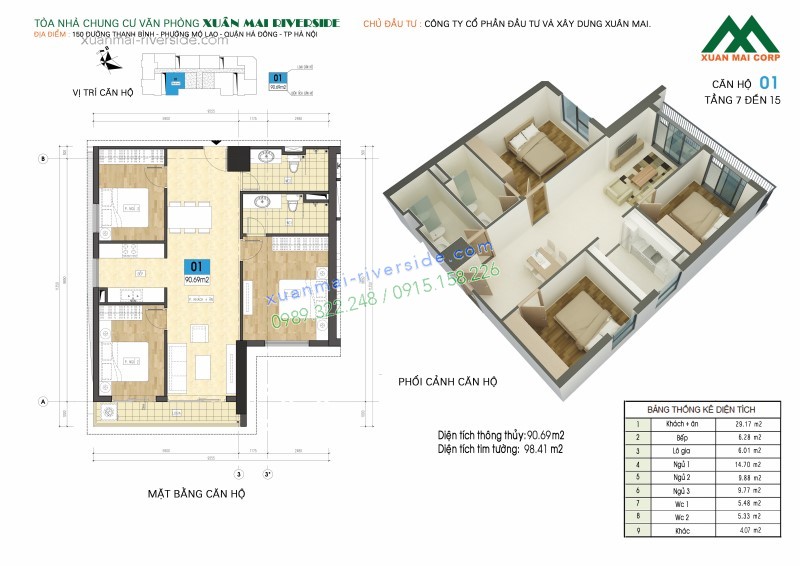 TÒA NHÀ CHUNG CƯ VĂN PHÒNG XUÂN MAI RIVERSIDE
ĐỊA ĐIỂM : 150 ĐƯỜNG THANH BÌNH - PHƯỜNG MỖ LAO - QUẬN HÀ ĐÔNG - TP HÀ NỘI
xuanmai-riverside.com
CHỦ ĐẦU TƯ : CÔNG TY CỔ PHẦN ĐẦU TƯ VÀ XÂY DỰNG XUÂN MAI.
XUAN MAI CORP
CĂN HỘ 01
TẦNG 7 ĐẾN 15
VỊ TRÍ CĂN HỘ
01
90.69m2
B
A
3
3*
01
90.69m2
xuanmai-riverside.com
0989.322.248 / 0915.158.226
MẶT BẰNG CĂN HỘ
PHỐI CẢNH CĂN HỘ
Diện tích thông thủy: 90.69m2
Diện tích tim tường: 98.41 m2
BẢNG THỐNG KÊ DIỆN TÍCH
1 Khách + ăn 29.17 m2
2 Bếp 6.28 m2
3 Lô gia 6.01 m2
4 Ngủ 1 14.70 m2
5 Ngủ 2 9.88 m2
6 Ngủ 3 9.77 m2
7 Wc 1 5.48 m2
8 Wc 2 5.33 m2
9 Khác 4.07 m2